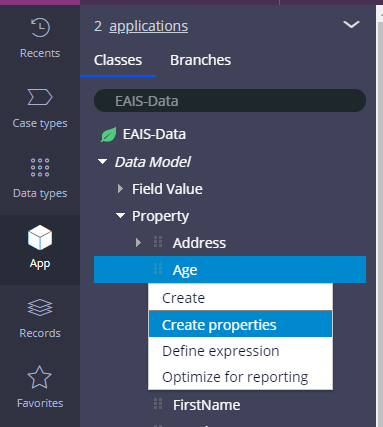 Recents
Case types
Data types
App
Records
Favorites
2 applications
Classes Branches
EAIS-Data
EAIS-Data
Data Model
Field Value
Property
Address
Age
Create
Create properties
Define expression
Optimize for reporting
FirstName